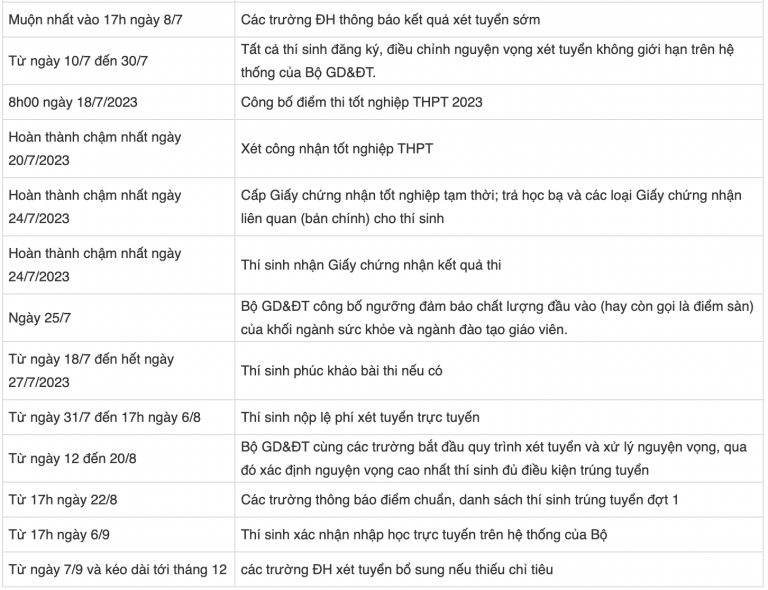 Muộn nhất vào 17h ngày 8/7
Các trường ĐH thông báo kết quả xét tuyển sớm
Từ ngày 10/7 đến 30/7
Tất cả thí sinh đăng ký, điều chỉnh nguyện vọng xét tuyển không giới hạn trên hệ
thống của Bộ GD&ĐT.
8h00 ngày 18/7/2023
Công bố điểm thi tốt nghiệp THPT 2023
Hoàn thành chậm nhất ngày
20/7/2023
Xét công nhận tốt nghiệp THPT
Hoàn thành chậm nhất ngày
24/7/2023
Cấp Giấy chứng nhận tốt nghiệp tạm thời; trả học bạ và các loại Giấy chứng nhận
liên quan (bản chính) cho thí sinh
Hoàn thành chậm nhất ngày
24/7/2023
Thí sinh nhận Giấy chứng nhận kết quả thi
Ngày 25/7
Bộ GD&ĐT công bố ngưỡng đảm bảo chất lượng đầu vào (hay còn gọi là điểm sàn)
của khối ngành sức khỏe và ngành đào tạo giáo viên.
Từ ngày 18/7 đến hết ngày
27/7/2023
Thí sinh phúc khảo bài thi nếu có
Từ ngày 31/7 đến 17h ngày 6/8
Thí sinh nộp lệ phí xét tuyển trực tuyến
Từ ngày 12 đến 20/8
Bộ GD&ĐT cùng các trường bắt đầu quy trình xét tuyển và xử lý nguyện vọng, qua
đó xác định nguyện vọng cao nhất thí sinh đủ điều kiện trúng tuyển
Từ 17h ngày 22/8
Các trường thông báo điểm chuẩn, danh sách thí sinh trúng tuyển đợt 1
Từ 17h ngày 6/9
Thí sinh xác nhận nhập học trực tuyến trên hệ thống của Bộ
Từ ngày 7/9 và kéo dài tới tháng 12
các trường ĐH xét tuyển bổ sung nếu thiếu chỉ tiêu